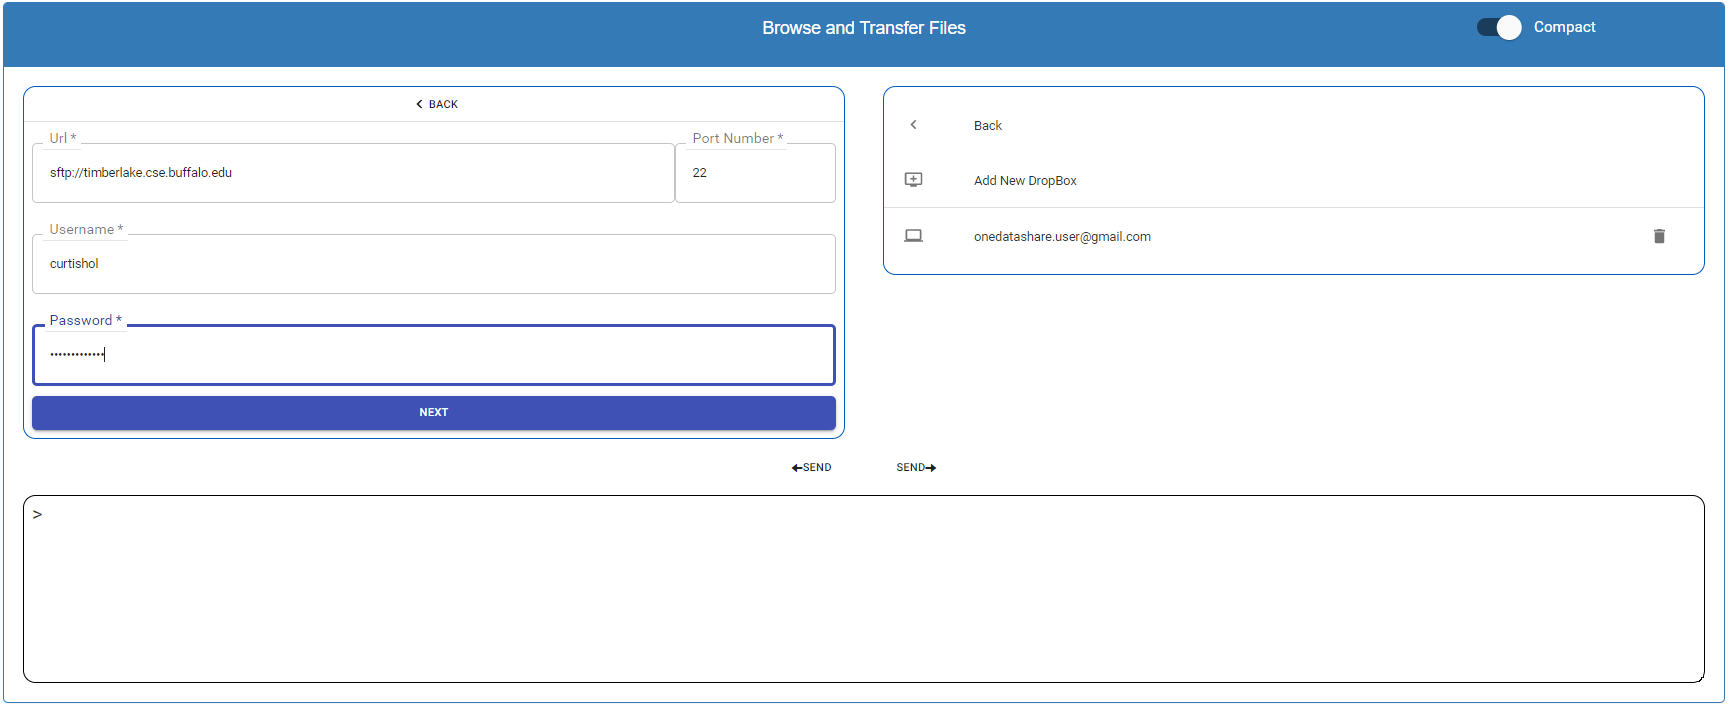 Browse and Transfer Files
Compact
BACK
Url *
sftp://timberlake.cse.buffalo.edu
Port Number *
22
Username *
curtishol
Password *
•••••••••••••
NEXT
Back
Add New DropBox
onedatashare.user@gmail.com
SEND
SEND
>